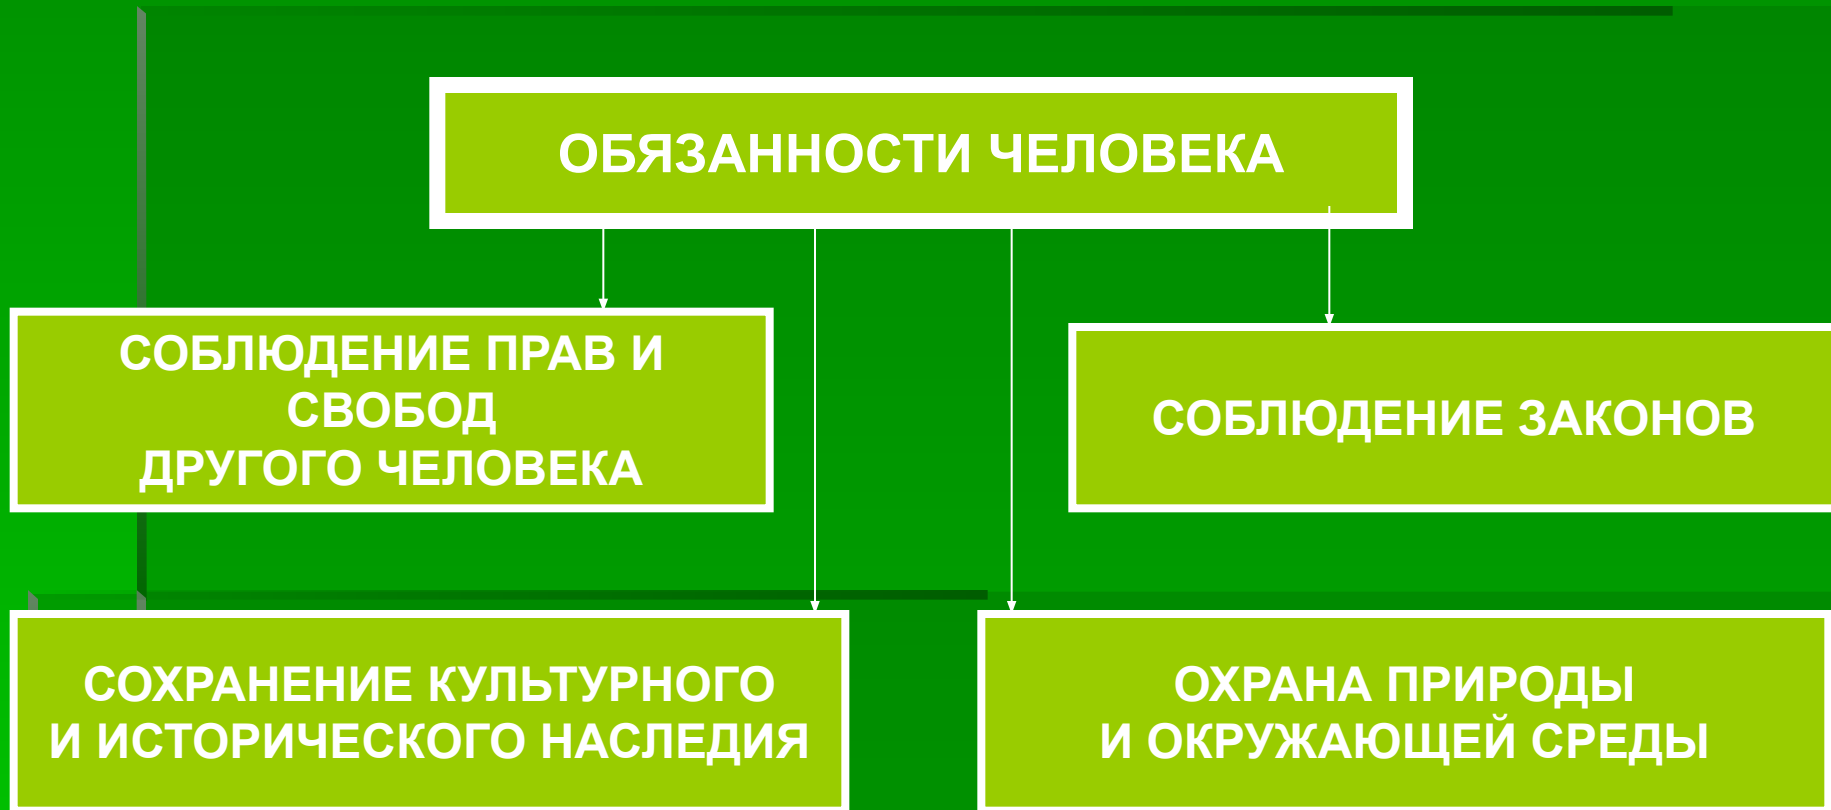 ОБЯЗАННОСТИ ЧЕЛОВЕКА
СОБЛЮДЕНИЕ ПРАВ И
СВОБОД
ДРУГОГО ЧЕЛОВЕКА
СОБЛЮДЕНИЕ ЗАКОНОВ
СОХРАНЕНИЕ КУЛЬТУРНОГО
И ИСТОРИЧЕСКОГО НАСЛЕДИЯ
ОХРАНА ПРИРОДЫ
И ОКРУЖАЮЩЕЙ СРЕДЫ